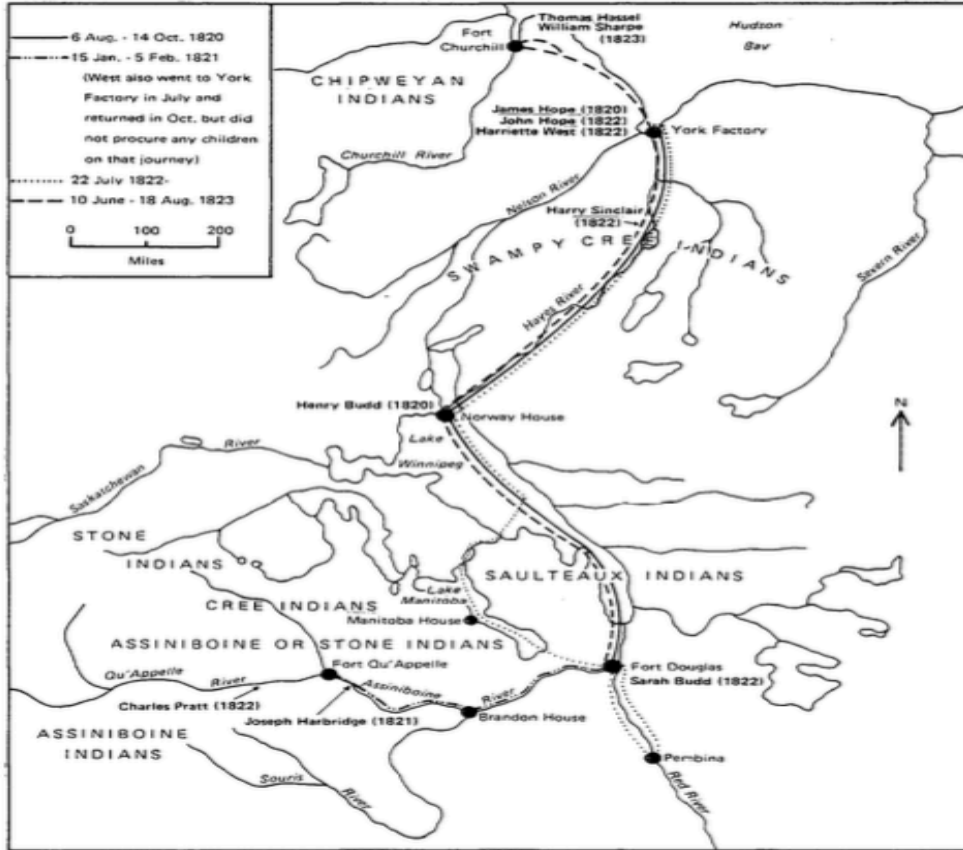 6 Aug. - 14 Oct. 1820
15 Jan. - 5 Feb. 1821
(West also went to York
Factory in July and
returned in Oct. but did
not procure any children
on that journey)
22 July 1822-
10 June - 18 Aug. 1823
0 100 200
Miles
Thomas Hassel
William Sharpe
(1823)
Hudson
Bay
Fort
Churchill
CHIPWEYAN
INDIANS
James Hope (1820)
John Hope (1822)
Harriette West (1822)
York Factory
Churchill River
Nelson River
Harry Sinclair
(1822)
SWAMPY CREE INDIANS
Severn River
Hayes River
N
Henry Budd (1820)
Norway House
Lake
Winnipeg
Saskatchewan River
STONE
INDIANS
SAULTEAUX INDIANS
CREE INDIANS
Lake
Manitoba
Manitoba House
ASSINIBOINE OR STONE INDIANS
Fort Qu'Appelle
Fort Douglas
Sarah Budd (1822)
Qu'Appelle River
Assiniboine River
Charles Pratt (1822)
Joseph Harbridge (1821)
Brandon House
ASSINIBOINE
INDIANS
Pembina
Souris River
Red River